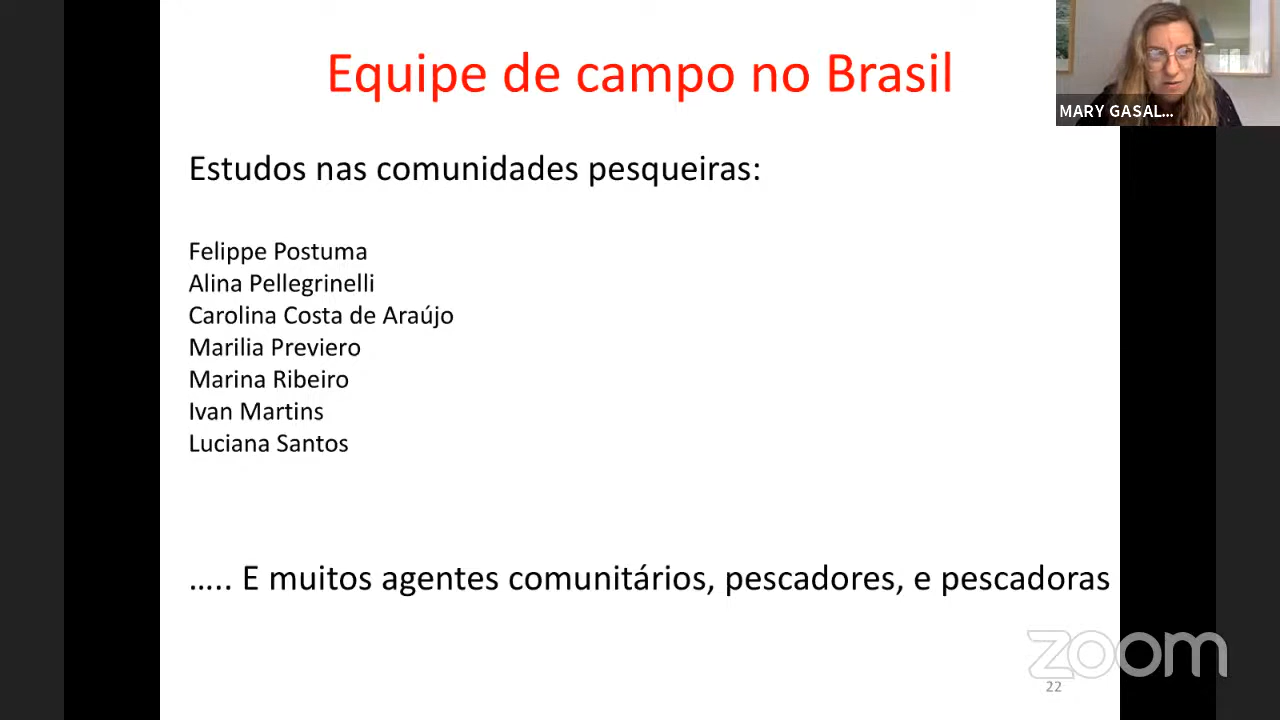 Equipe de campo no Brasil
MARY GASAL...
Estudos nas comunidades pesqueiras:
Felippe Postuma
Alina Pellegrinelli
Carolina Costa de Araújo
Marilia Previero
Marina Ribeiro
Ivan Martins
Luciana Santos
….. E muitos agentes comunitários, pescadores, e pescadoras
zoom
22